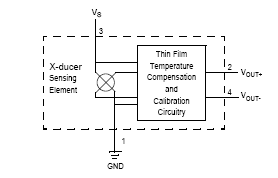 VS
3
X-ducer
Sensing
Element
Thin Film
Temperature
Compensation
and
Calibration
Circuitry
2
VOUT+
4
VOUT-
1
GND